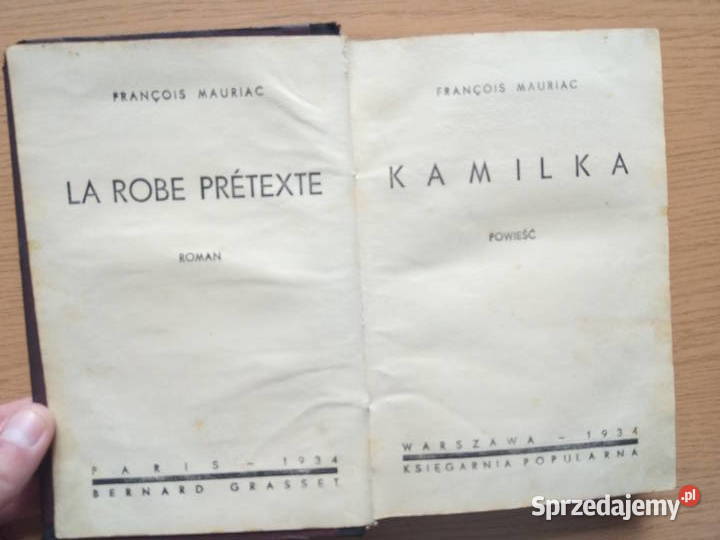 FRANÇOIS MAURIAC
LA ROBE PRÉTEXTE
ROMAN
PARIS – 1934
BERNARD GRASSET
FRANÇOIS MAURIAC
KAMILKA
POWIEŚĆ
WARSZAWA – 1934
KSIĘGARNIA POPULARNA
Sprzedajemy.pl